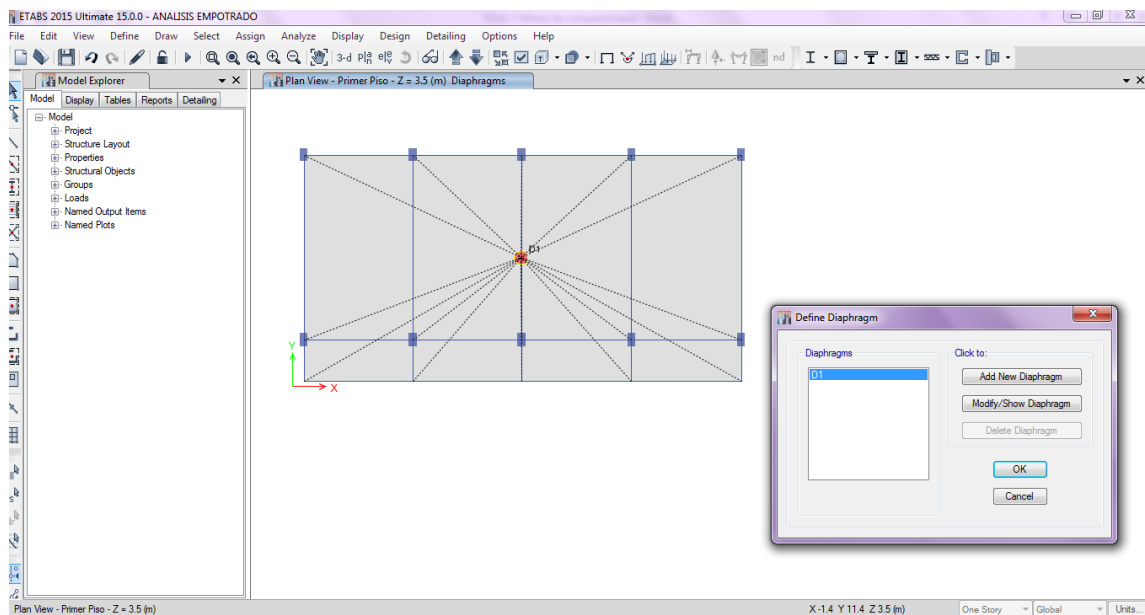 ETABS 2015 Ultimate 15.0.0 - ANALISIS EMPOTRADO
File Edit View Define Draw Select Assign Analyze Display Design Detailing Options Help
3-d nd
Model Explorer
Model Display Tables Reports Detailing
Model
Project
Structure Layout
Properties
Structural Objects
Groups
Loads
Named Output Items
Named Plots
Plan View - Primer Piso - Z = 3.5 (m) Diaphragms
D1
Y
X
Define Diaphragm
Diaphragms
D1
Click to:
Add New Diaphragm
Modify/Show Diaphragm
Delete Diaphragm
OK
Cancel
Plan View - Primer Piso - Z = 3.5 (m)
X -1.4 Y 11.4 Z 3.5 (m)
One Story
Global
Units...